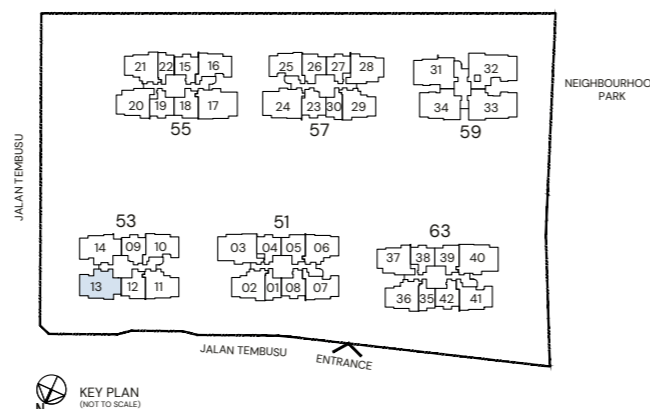 21 22 15 16
20 19 18 17
55
25 26 27 28
24 23 30 29
57
31 32
34 33
59
NEIGHBOURHOOD
PARK
JALAN TEMBUSU
53
14 09 10
13 12 11
51
03 04 05 06
02 01 08 07
63
37 38 39 40
36 35 42 41
JALAN TEMBUSU
ENTRANCE
N
KEY PLAN
(NOT TO SCALE)